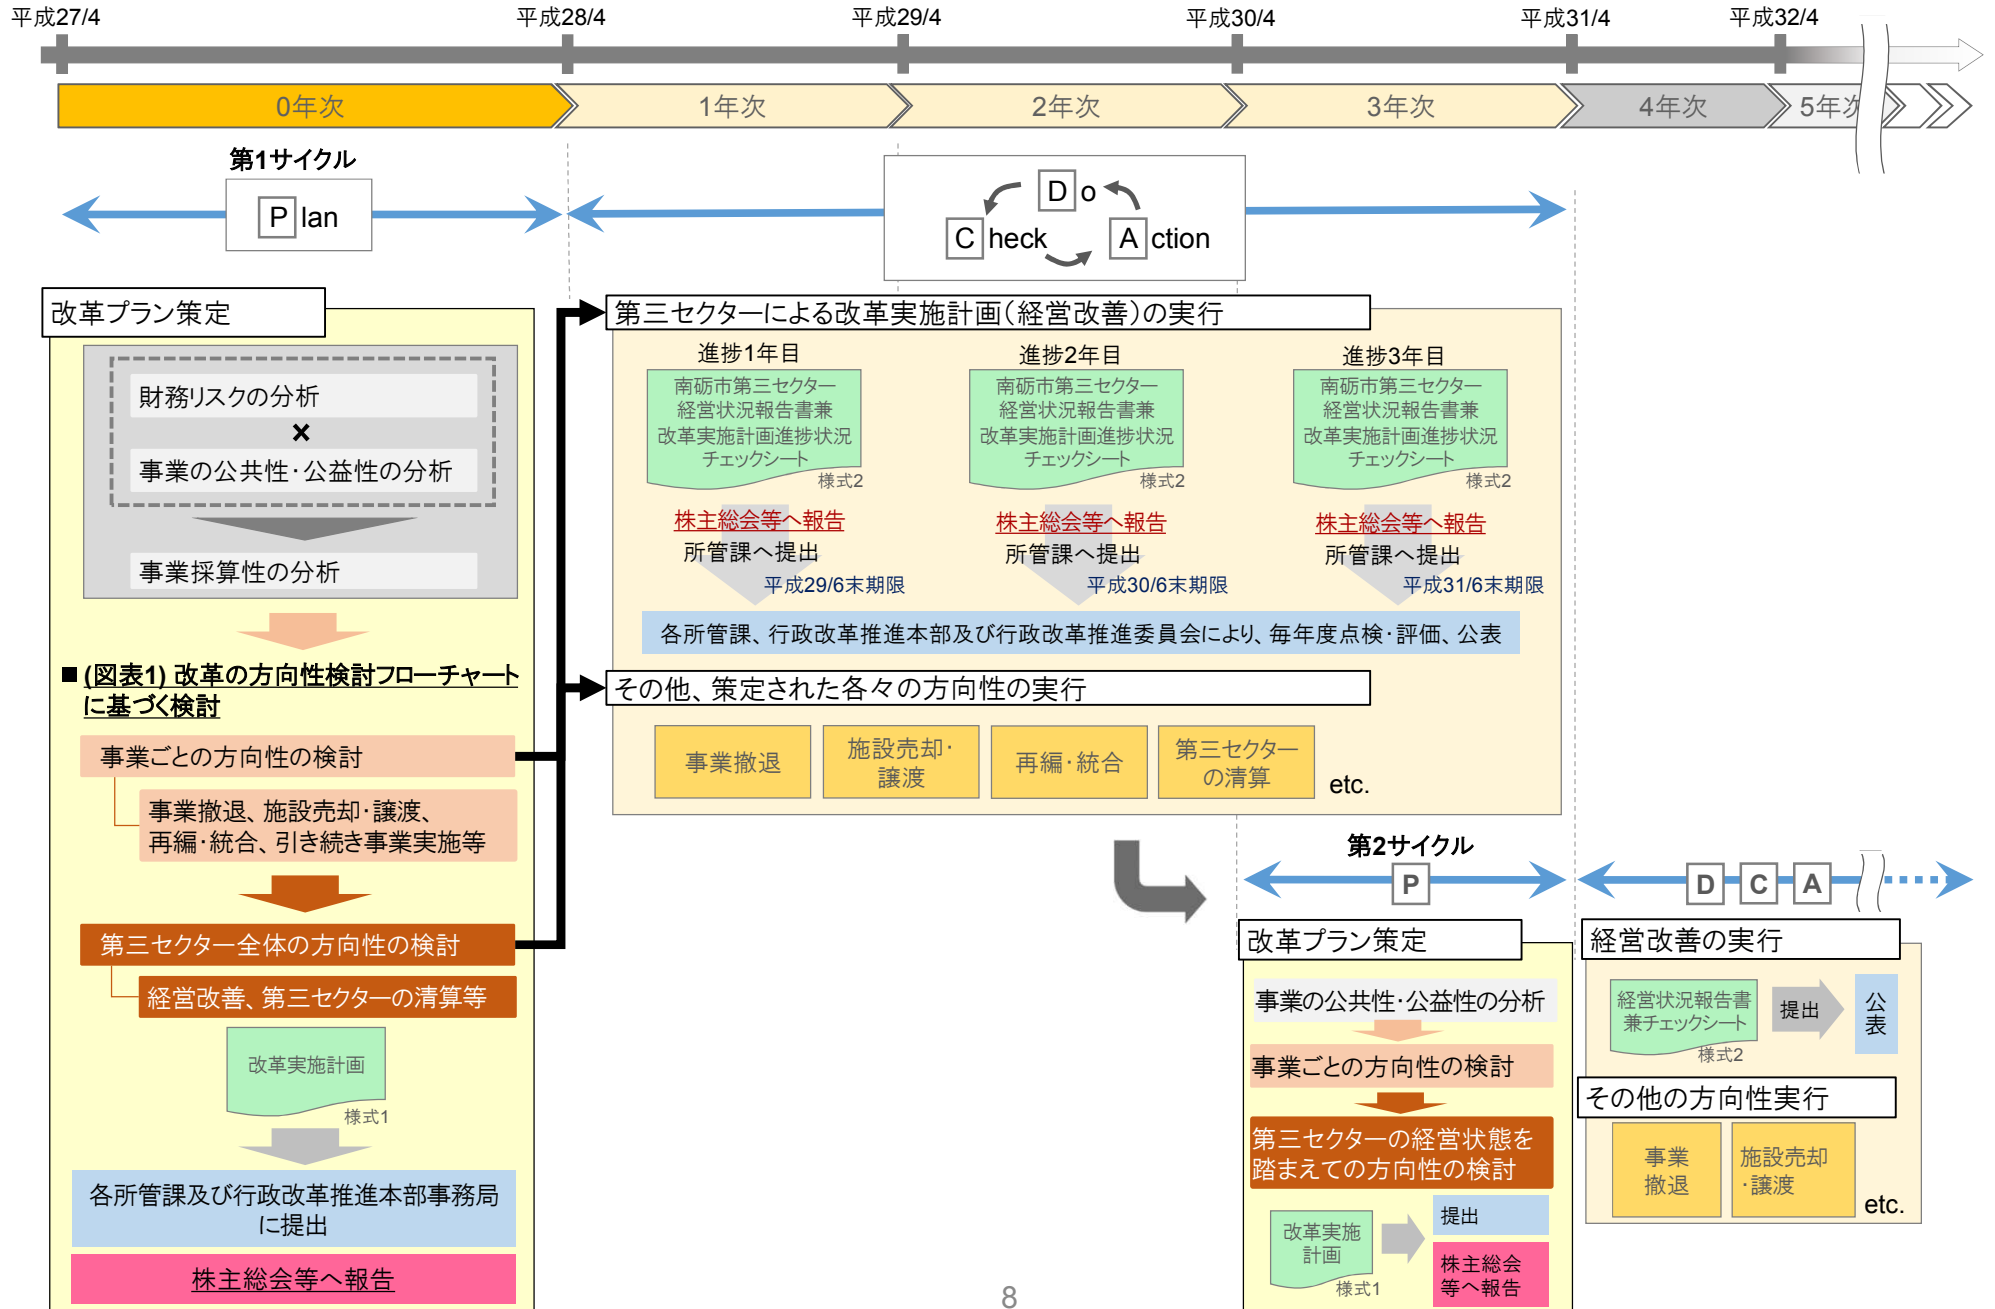 平成27/4
平成28/4
平成29/4
平成30/4
平成31/4
平成32/4
0年次
1年次
2年次
3年次
4年次
5年次
第1サイクル
Plan
Do
Check
Action
改革プラン策定
財務リスクの分析
×
事業の公共性・公益性の分析
事業採算性の分析
■(図表1) 改革の方向性検討フローチャート
に基づく検討
事業ごとの方向性の検討
事業撤退、施設売却・譲渡、
再編・統合、引き続き事業実施等
第三セクター全体の方向性の検討
経営改善、第三セクターの清算等
改革実施計画
様式1
各所管課及び行政改革推進本部事務局
に提出
株主総会等へ報告
第三セクターによる改革実施計画(経営改善)の実行
進捗1年目
南砺市第三セクター
経営状況報告書兼
改革実施計画進捗状況
チェックシート
様式2
株主総会等へ報告
所管課へ提出
平成29/6末期限
進捗2年目
南砺市第三セクター
経営状況報告書兼
改革実施計画進捗状況
チェックシート
様式2
株主総会等へ報告
所管課へ提出
平成30/6末期限
進捗3年目
南砺市第三セクター
経営状況報告書兼
改革実施計画進捗状況
チェックシート
様式2
株主総会等へ報告
所管課へ提出
平成31/6末期限
各所管課、行政改革推進本部及び行政改革推進委員会により、毎年度点検・評価、公表
その他、策定された各々の方向性の実行
事業撤退
施設売却・
譲渡
再編・統合
第三セクター
の清算
etc.
第2サイクル
P
D
C
A
改革プラン策定
事業の公共性・公益性の分析
事業ごとの方向性の検討
第三セクターの経営状態を
踏まえての方向性の検討
改革実施
計画
様式1
提出
株主総会
等へ報告
経営改善の実行
経営状況報告書
兼チェックシート
様式2
提出
公
表
その他の方向性実行
事業
撤退
施設売却
・譲渡
etc.
8